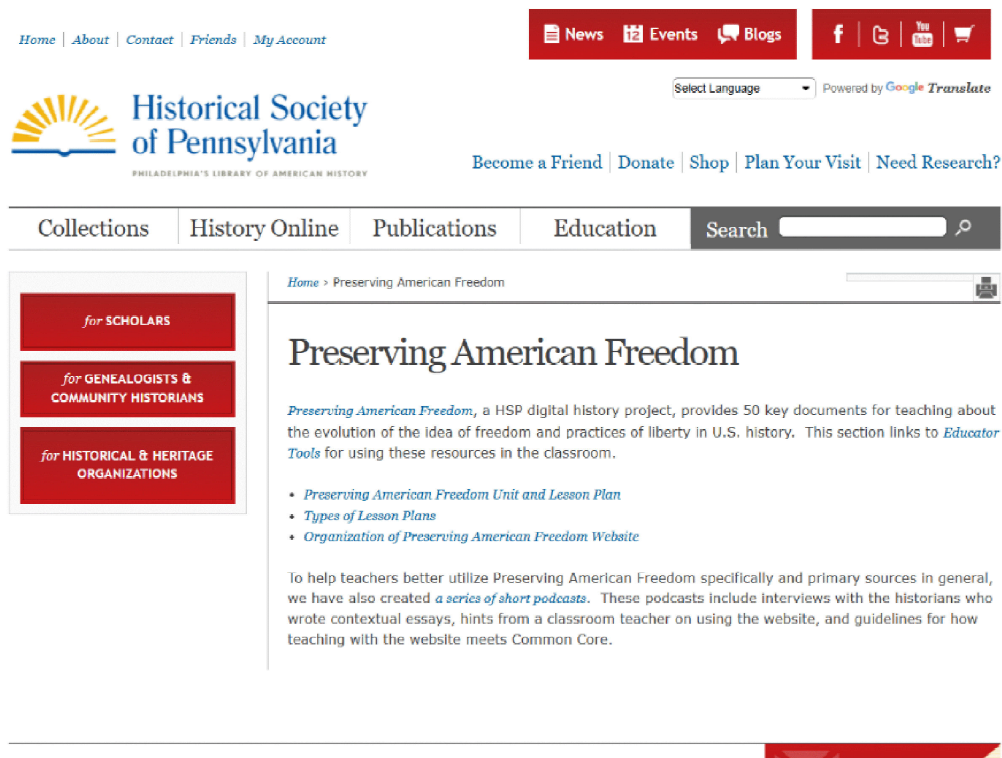 Home | About | Contact | Friends | My Account
News Events Blogs
Select Language Powered by Google Translate
Historical Society
of Pennsylvania
PHILADELPHIA'S LIBRARY OF AMERICAN HISTORY
Become a Friend | Donate | Shop | Plan Your Visit | Need Research?
Collections History Online Publications Education Search
for SCHOLARS
for GENEALOGISTS &
COMMUNITY HISTORIANS
for HISTORICAL & HERITAGE
ORGANIZATIONS
Home > Preserving American Freedom
Preserving American Freedom
Preserving American Freedom, a HSP digital history project, provides 50 key documents for teaching about
the evolution of the idea of freedom and practices of liberty in U.S. history. This section links to Educator
Tools for using these resources in the classroom.
• Preserving American Freedom Unit and Lesson Plan
• Types of Lesson Plans
• Organization of Preserving American Freedom Website
To help teachers better utilize Preserving American Freedom specifically and primary sources in general,
we have also created a series of short podcasts. These podcasts include interviews with the historians who
wrote contextual essays, hints from a classroom teacher on using the website, and guidelines for how
teaching with the website meets Common Core.